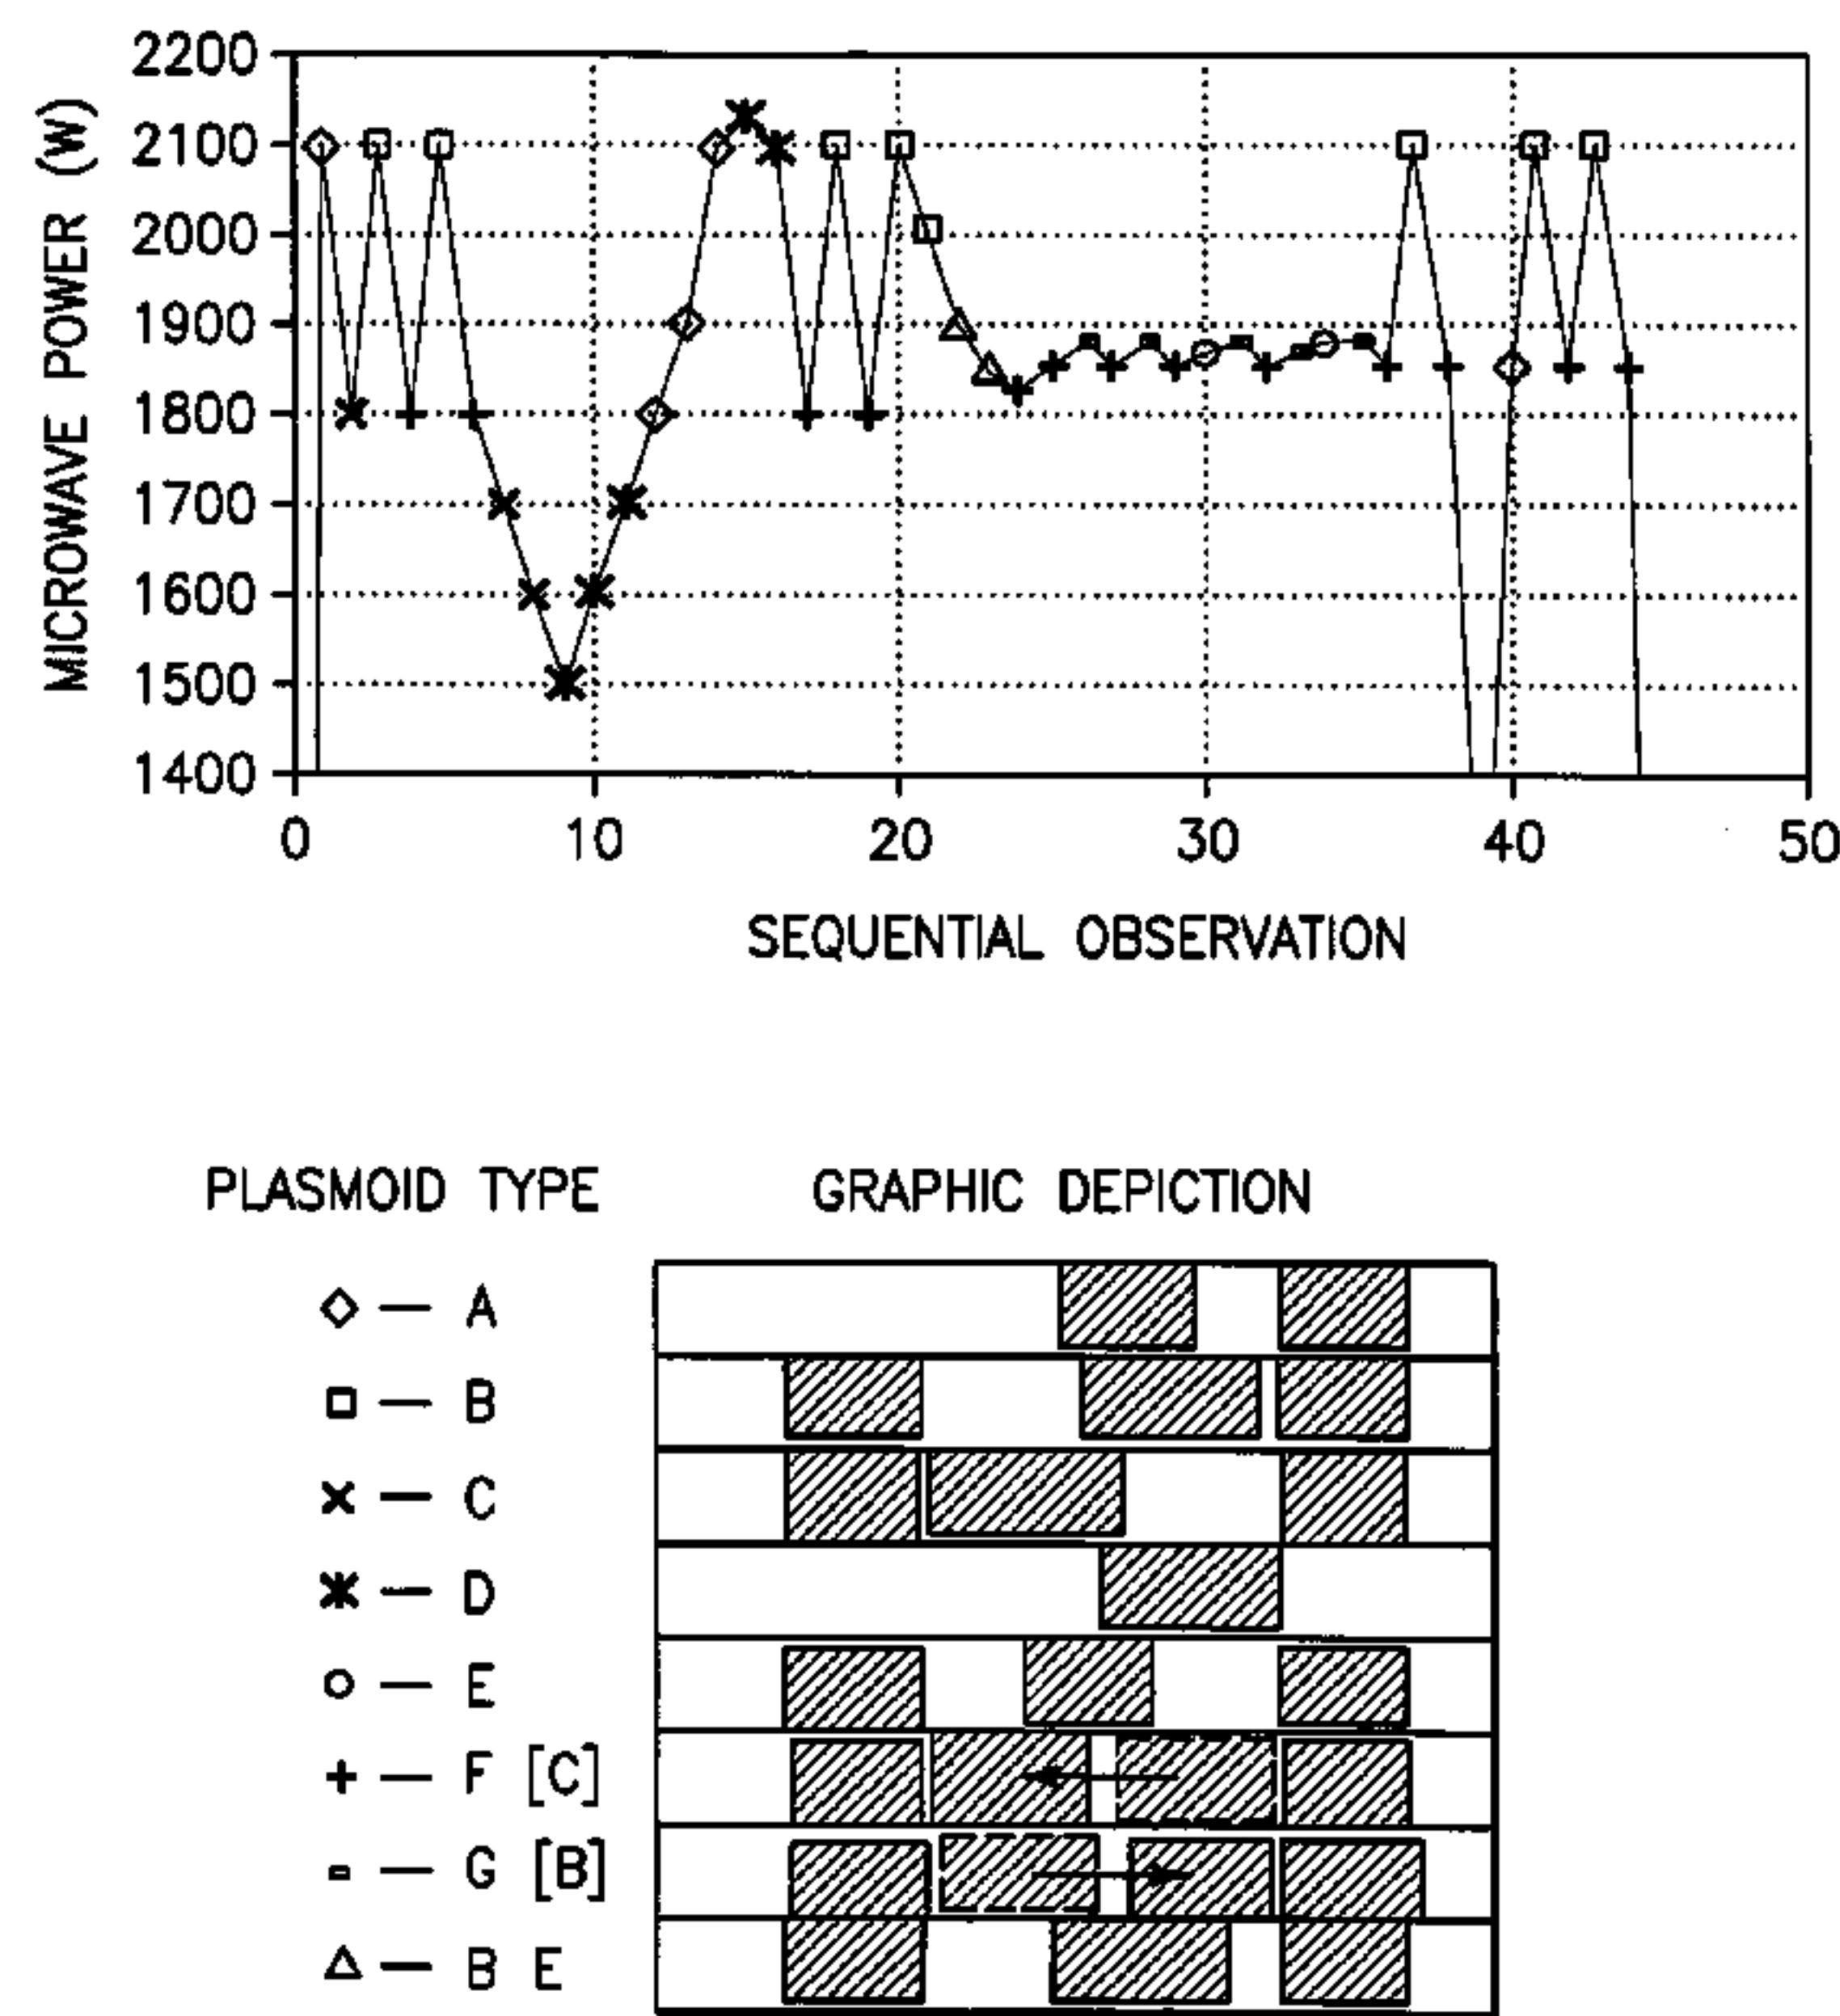 2200
2100
2000
1900
1800
1700
1600
1500
1400
MICROWAVE POWER (W)
0 10 20 30 40 50
SEQUENTIAL OBSERVATION
PLASMOID TYPE GRAPHIC DEPICTION
— A
— B
— C
— D
— E
— F [C]
— G [B]
— B E